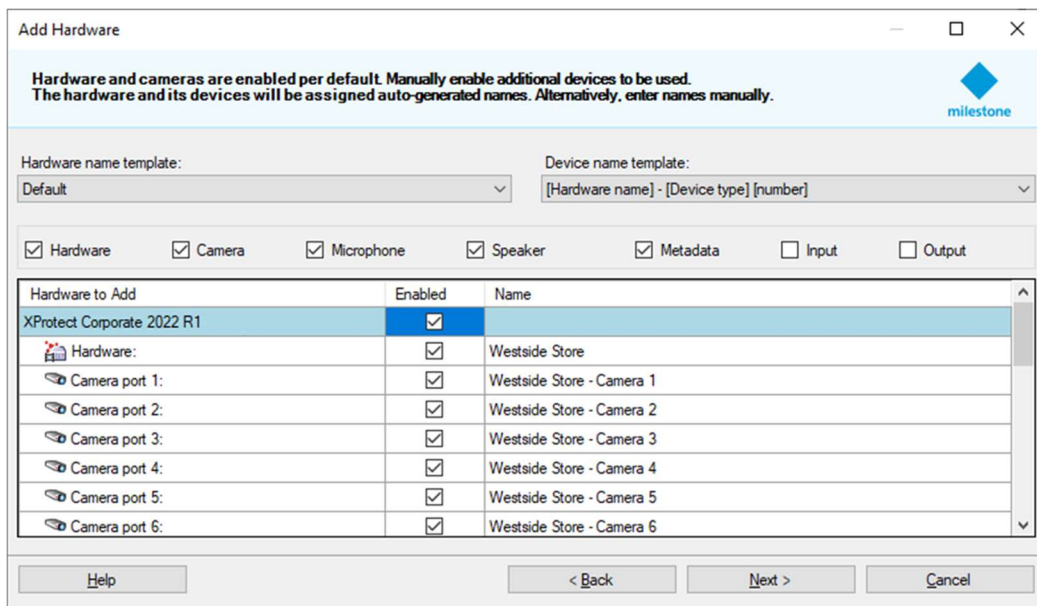 Add Hardware
Hardware and cameras are enabled per default. Manually enable additional devices to be used.
The hardware and its devices will be assigned auto-generated names. Alternatively, enter names manually.
milestone
Hardware name template:
Device name template:
Default
[Hardware name] - [Device type] [number]
Hardware
Camera
Microphone
Speaker
Metadata
Input
Output
Hardware to Add
Enabled
Name
XProtect Corporate 2022 R1
Hardware:
Westside Store
Camera port 1:
Westside Store - Camera 1
Camera port 2:
Westside Store - Camera 2
Camera port 3:
Westside Store - Camera 3
Camera port 4:
Westside Store - Camera 4
Camera port 5:
Westside Store - Camera 5
Camera port 6:
Westside Store - Camera 6
Help
< Back
Next >
Cancel